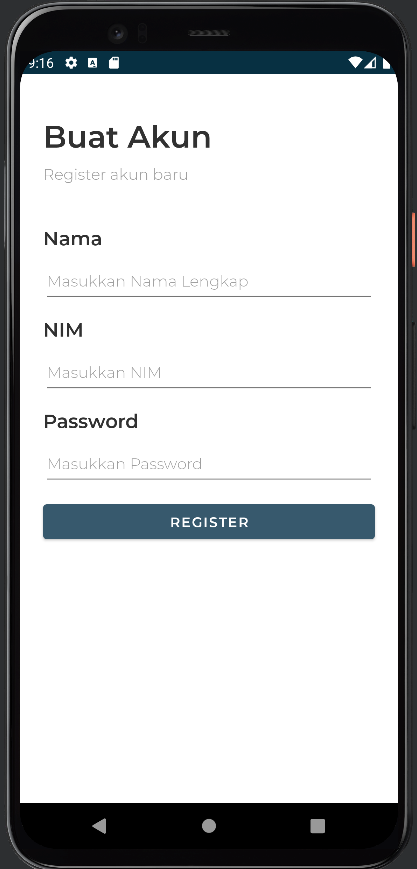 9:16
Buat Akun
Register akun baru
Nama
Masukkan Nama Lengkap
NIM
Masukkan NIM
Password
Masukkan Password
REGISTER